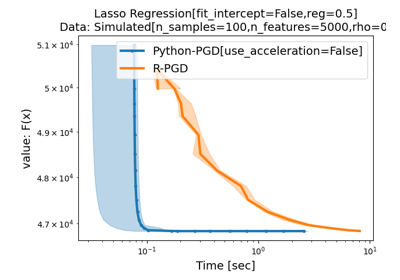 Lasso Regression[fit_intercept=False,reg=0.5]
Data: Simulated[n_samples=100,n_features=5000,rho=0
Python-PGD[use_acceleration=False]
R-PGD
value: F(x)
5.1 × 10⁴
5 × 10⁴
4.9 × 10⁴
4.8 × 10⁴
4.7 × 10⁴
10⁻¹ 10⁰ 10¹
Time [sec]